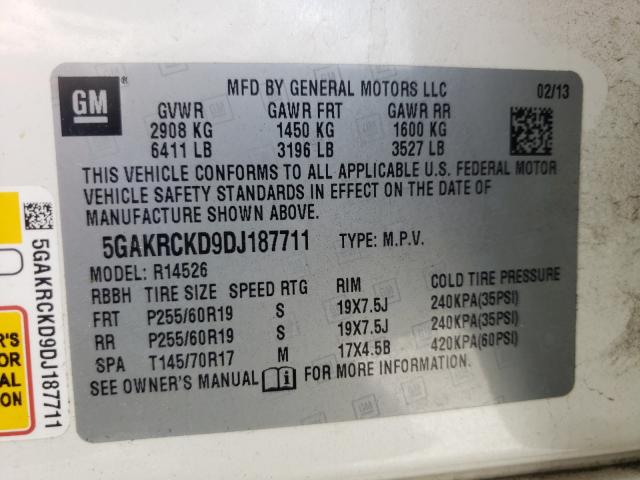 GM
MFD BY GENERAL MOTORS LLC 02/13
GVWR GAWR FRT GAWR RR
2908 KG 1450 KG 1600 KG
6411 LB 3196 LB 3527 LB
THIS VEHICLE CONFORMS TO ALL APPLICABLE U.S. FEDERAL MOTOR
VEHICLE SAFETY STANDARDS IN EFFECT ON THE DATE OF
MANUFACTURE SHOWN ABOVE.
5GAKRCKD9DJ187711 TYPE: M.P.V.
MODEL: R14526
RBBH TIRE SIZE SPEED RTG RIM COLD TIRE PRESSURE
FRT P255/60R19 S 19X7.5J 240KPA(35PSI)
RR P255/60R19 S 19X7.5J 240KPA(35PSI)
SPA T145/70R17 M 17X4.5B 420KPA(60PSI)
SEE OWNER'S MANUAL FOR MORE INFORMATION.
5GAKRCKD9DJ187711
R'S
OR
AL
ON